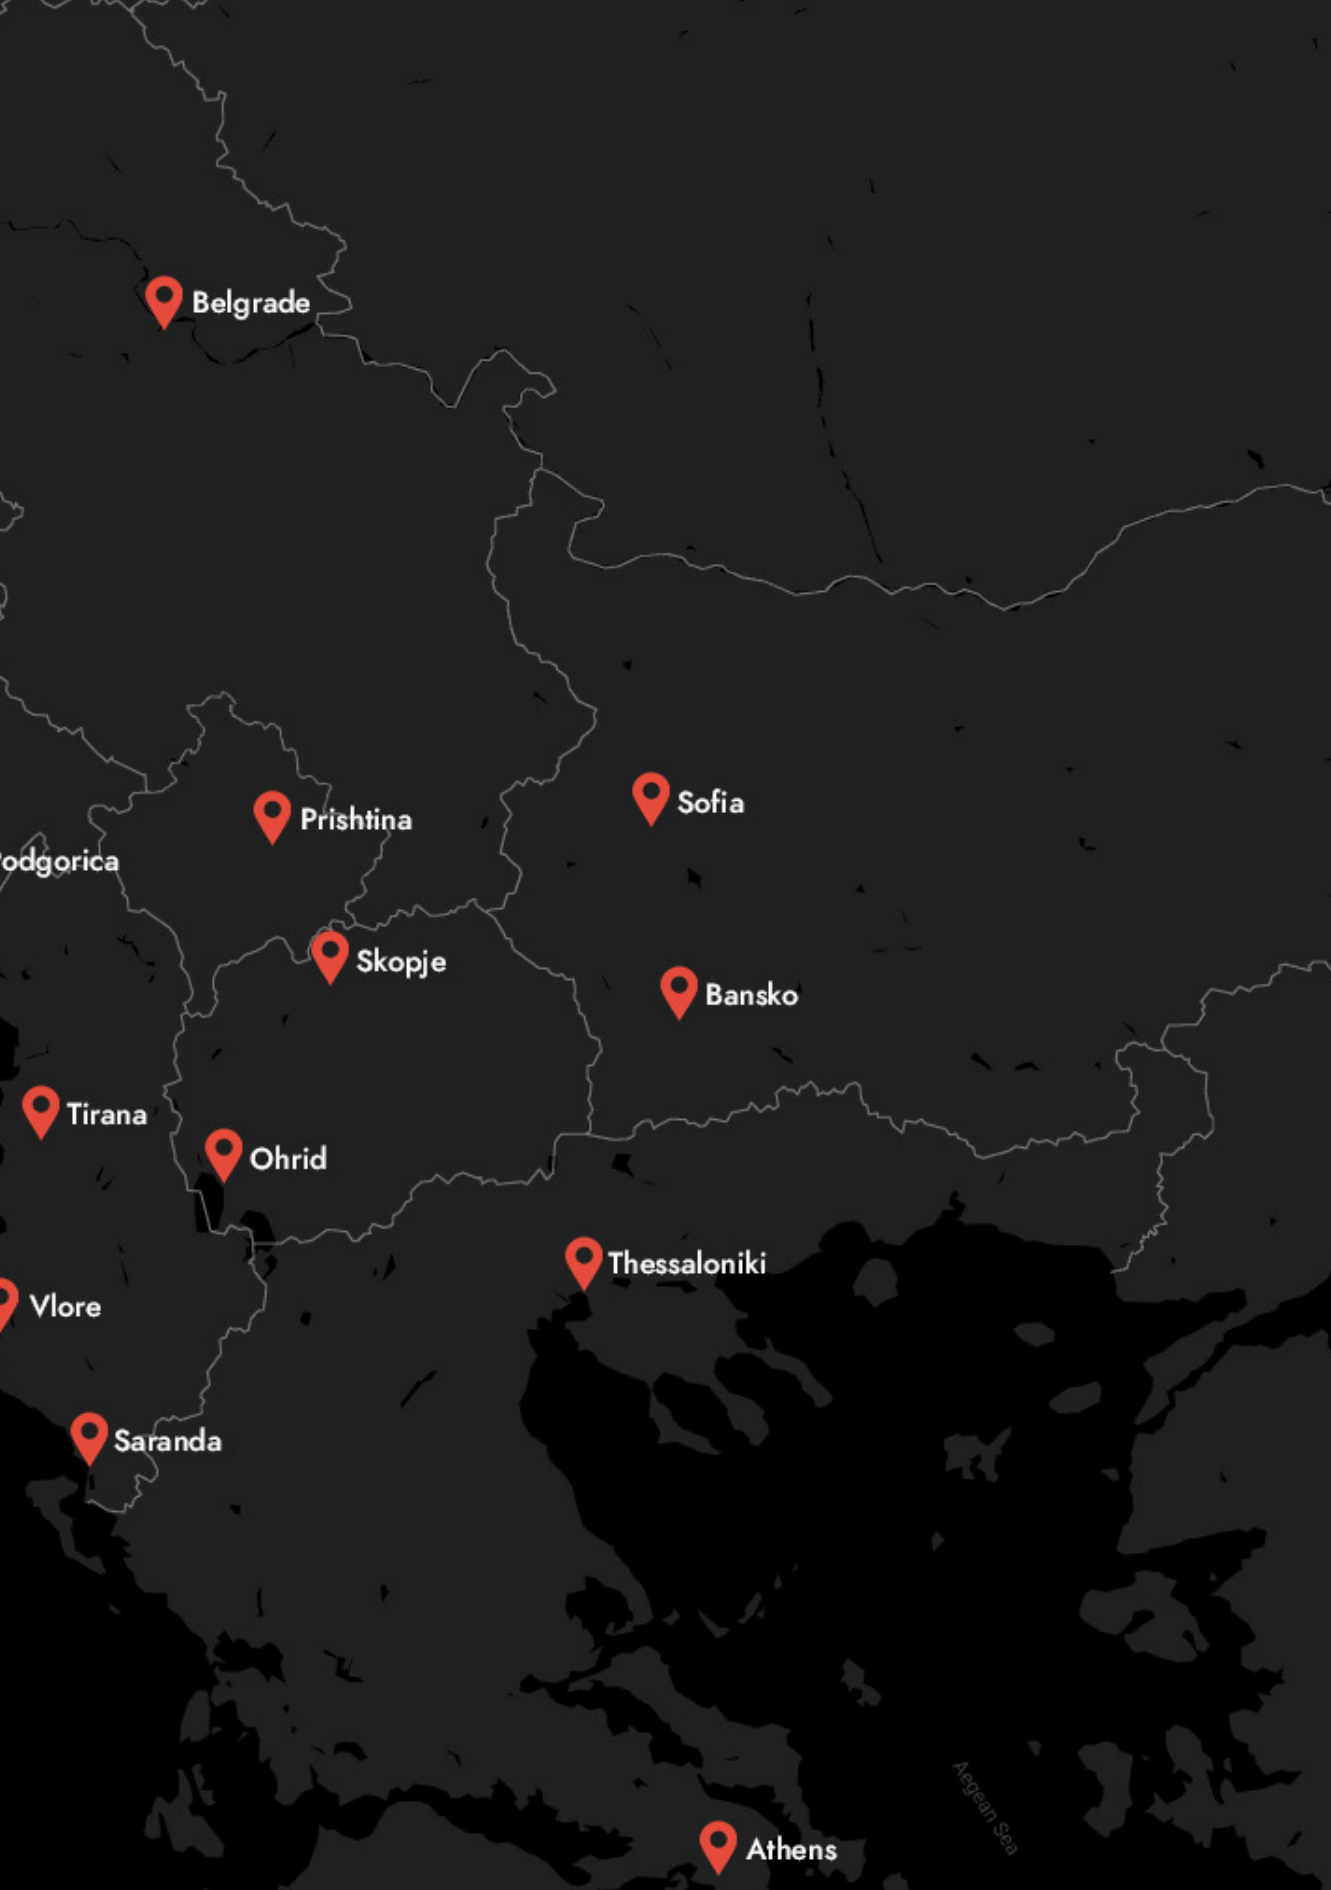 Belgrade
Sofia
Prishtina
odgorica
Skopje
Bansko
Tirana
Ohrid
Thessaloniki
Vlore
Saranda
Aegean Sea
Athens